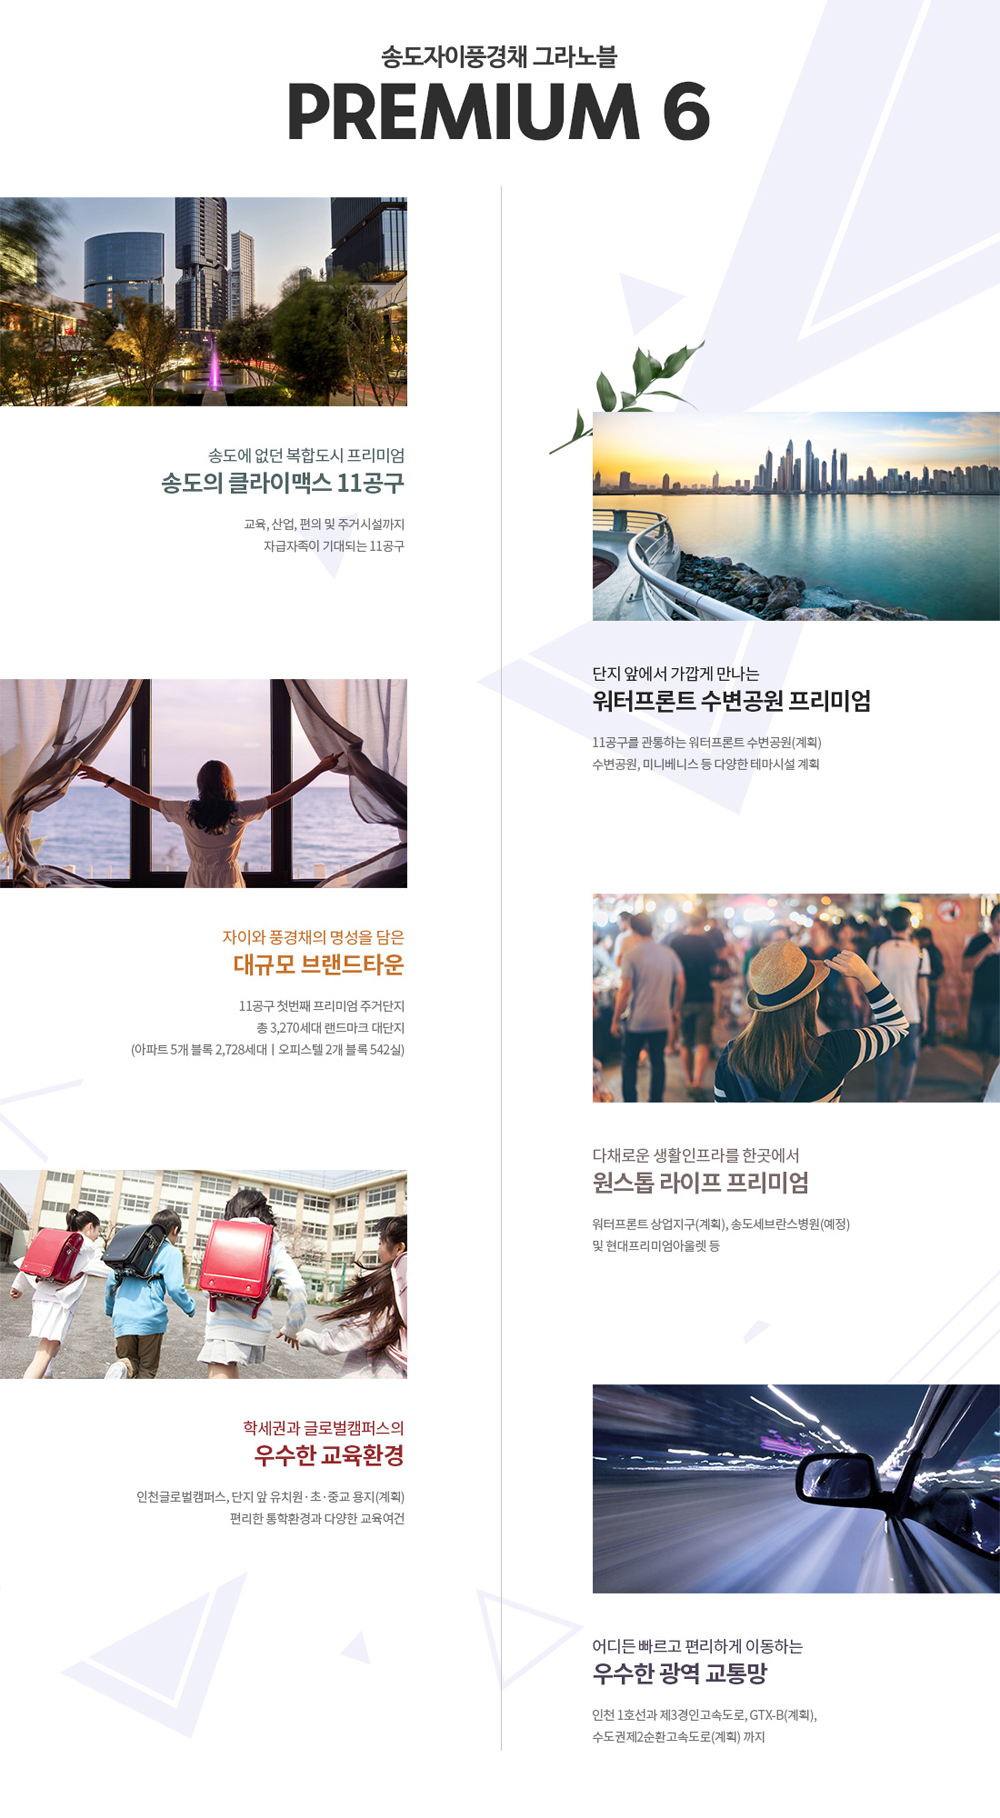 송도자이풍경채 그라노블
PREMIUM 6
송도에 없던 복합도시 프리미엄
송도의 클라이맥스 11공구
교육, 산업, 편의 및 주거시설까지
자급자족이 기대되는 11공구
단지 앞에서 가깝게 만나는
워터프론트 수변공원 프리미엄
11공구를 관통하는 워터프론트 수변공원(계획)
수변공원, 미니베니스 등 다양한 테마시설 계획
자이와 풍경채의 명성을 담은
대규모 브랜드타운
11공구 첫번째 프리미엄 주거단지
총 3,270세대 랜드마크 대단지
(아파트 5개 블록 2,728세대ㅣ오피스텔 2개 블록 542실)
다채로운 생활인프라를 한곳에서
원스톱 라이프 프리미엄
워터프론트 상업지구(계획), 송도세브란스병원(예정)
및 현대프리미엄아울렛 등
학세권과 글로벌캠퍼스의
우수한 교육환경
인천글로벌캠퍼스, 단지 앞 유치원·초·중교 용지(계획)
편리한 통학환경과 다양한 교육여건
어디든 빠르고 편리하게 이동하는
우수한 광역 교통망
인천 1호선과 제3경인고속도로, GTX-B(계획),
수도권제2순환고속도로(계획) 까지